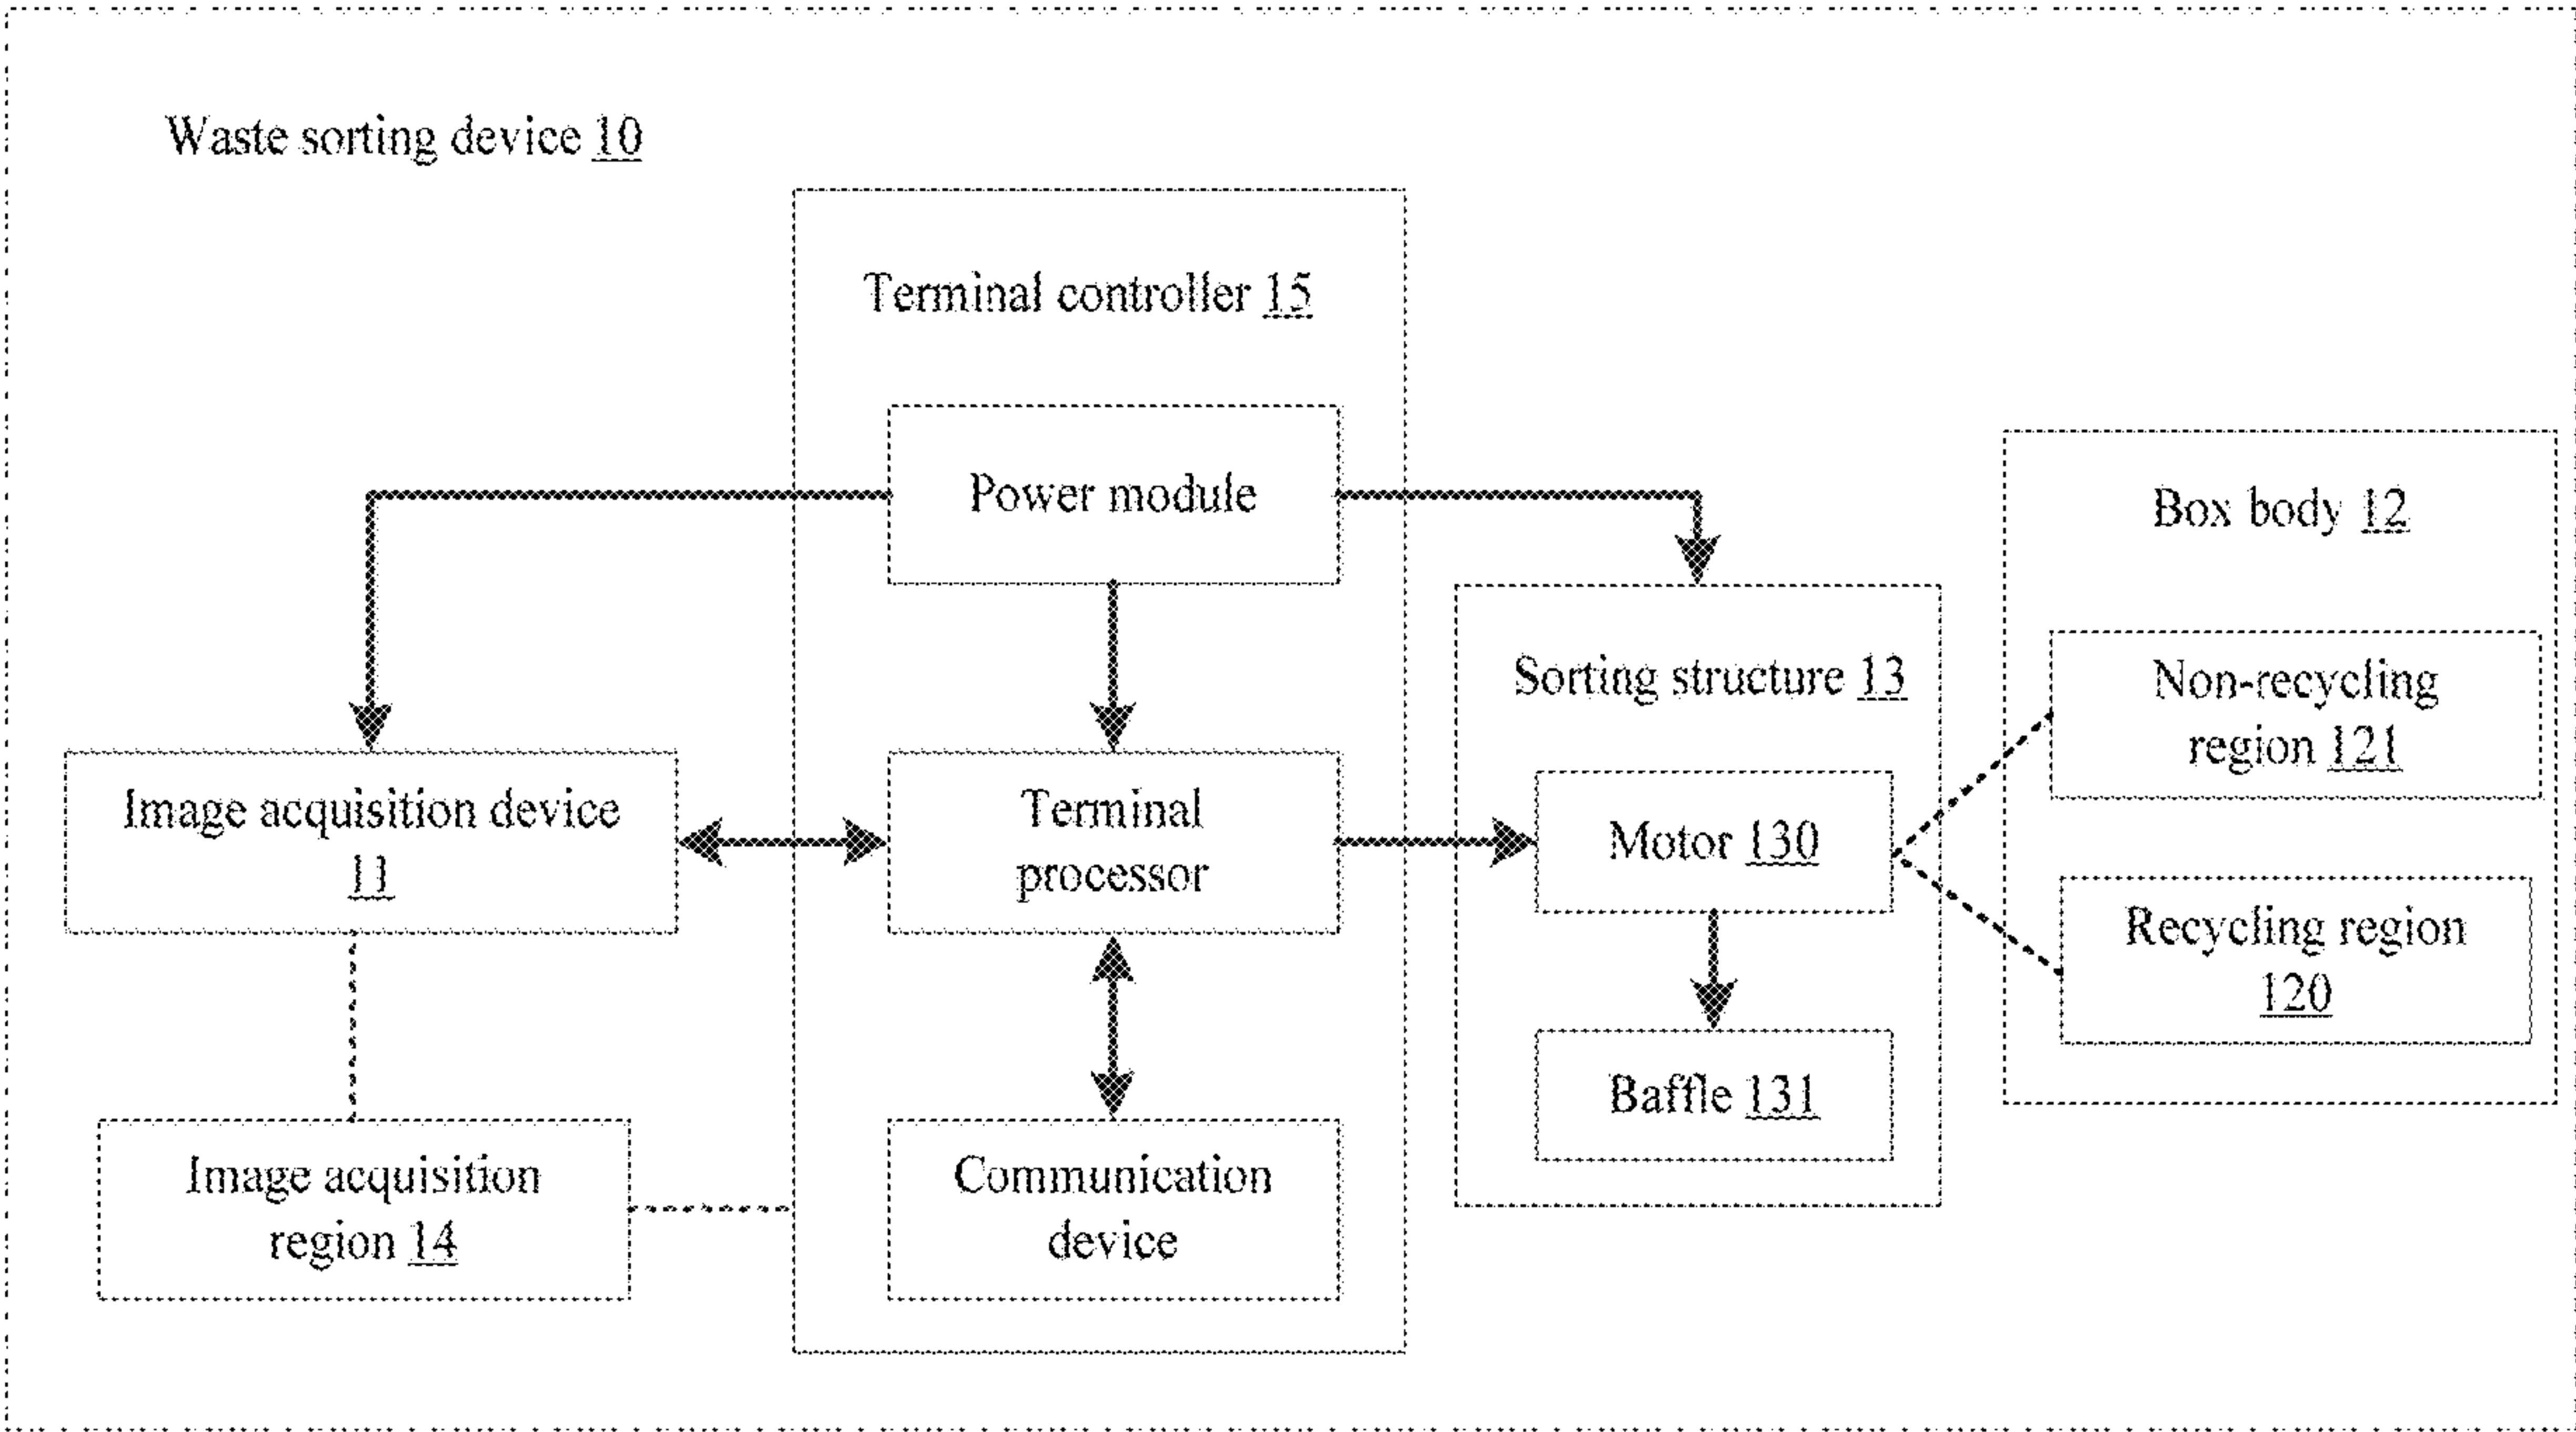 Waste sorting device 10
Terminal controller 15
Power module
Box body 12
Sorting structure 13
Non-recycling
region 121
Image acquisition device
11
Terminal
processor
Motor 130
Recycling region
120
Baffle 131
Image acquisition
region 14
Communication
device